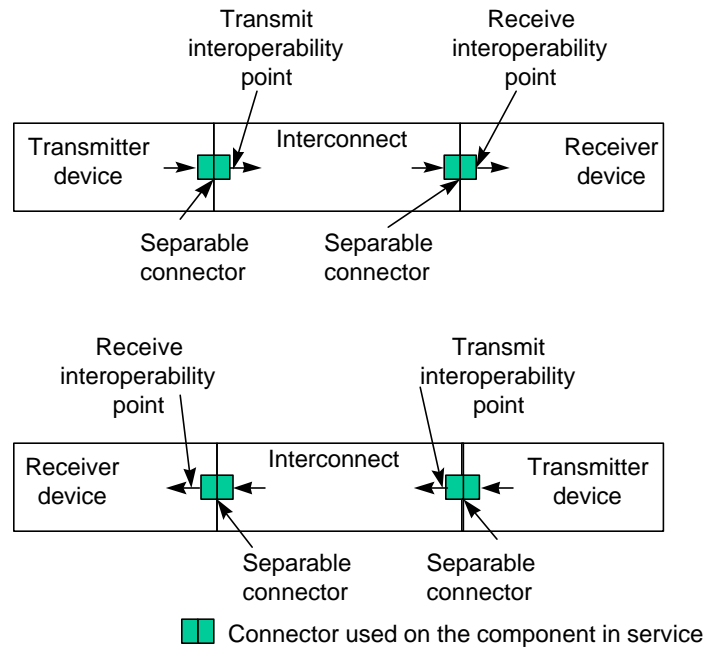 Transmit
interoperability
point
Receive
interoperability
point
Transmitter
device
Interconnect
Receiver
device
Separable
connector
Separable
connector
Receive
interoperability
point
Transmit
interoperability
point
Receiver
device
Interconnect
Transmitter
device
Separable
connector
Separable
connector
Connector used on the component in service